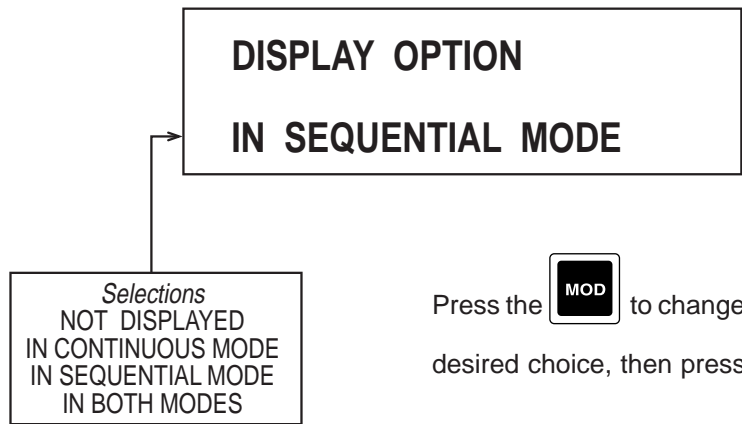 DISPLAY OPTION
IN SEQUENTIAL MODE
Selections
NOT DISPLAYED
IN CONTINUOUS MODE
IN SEQUENTIAL MODE
IN BOTH MODES
Press the MOD to change
desired choice, then press